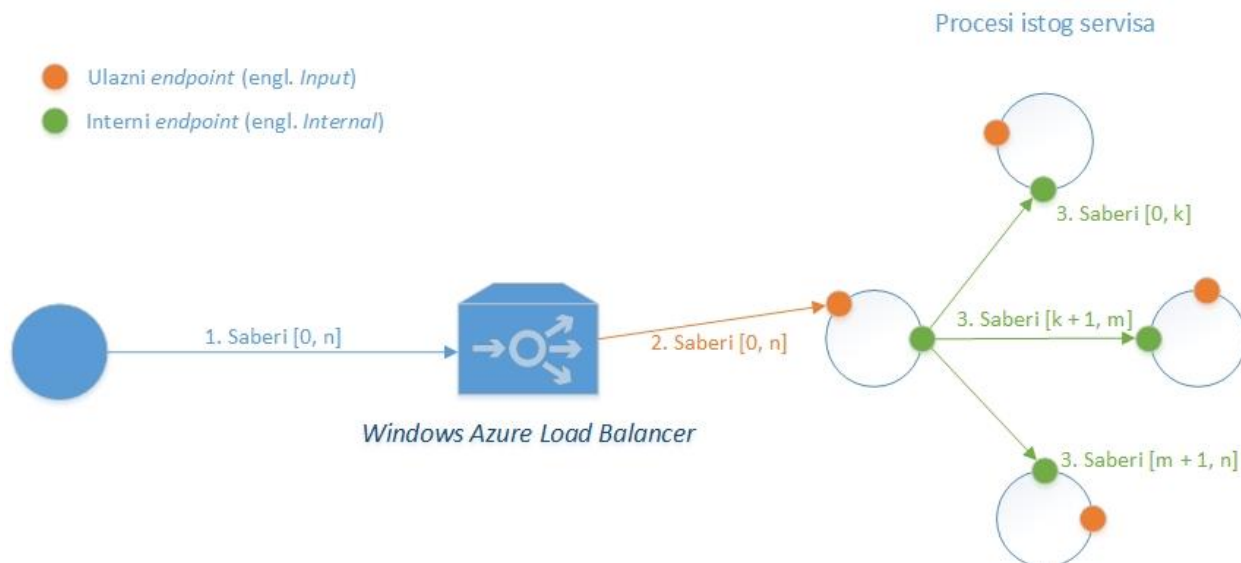 Procesi istog servisa
Ulazni endpoint (engl. Input)
Interni endpoint (engl. Internal)
3. Saberi [0, k]
1. Saberi [0, n]
2. Saberi [0, n]
3. Saberi [k + 1, m]
Windows Azure Load Balancer
3. Saberi [m + 1, n]